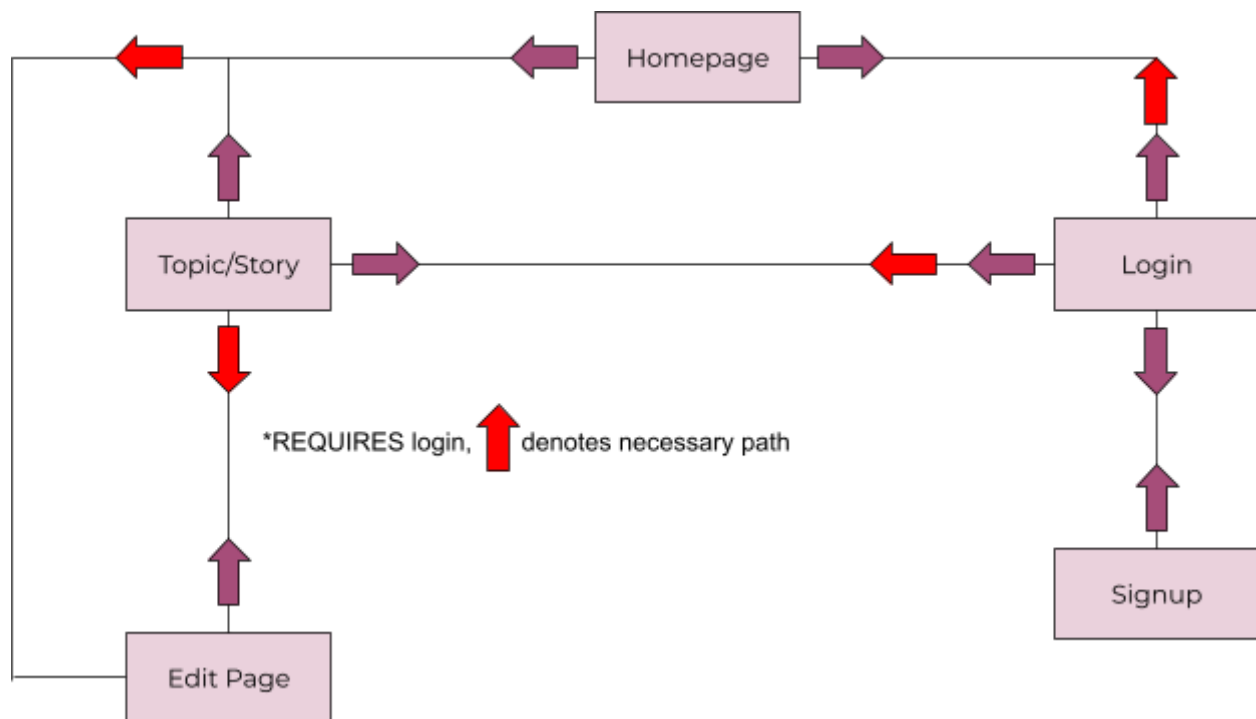 Homepage
Topic/Story
Login
*REQUIRES login, denotes necessary path
Signup
Edit Page